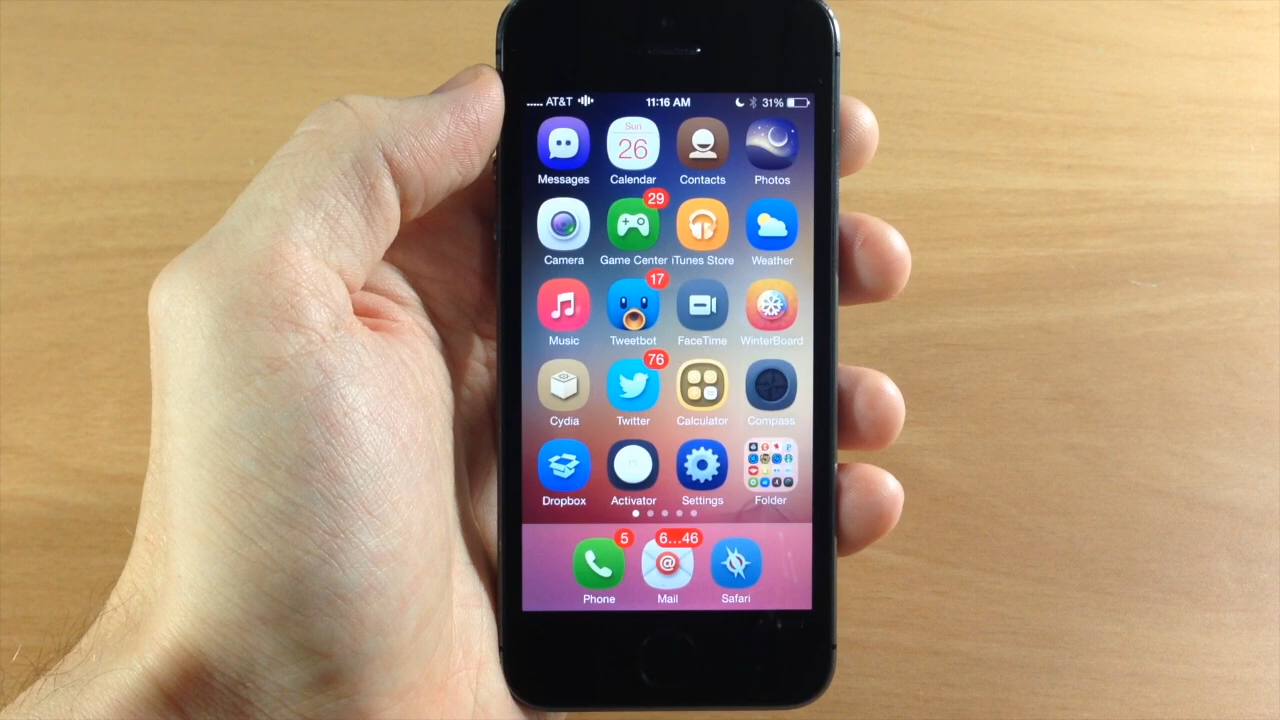 AT&T 11:16 AM 31%
Sun
26
Messages Calendar Contacts Photos
29
Camera Game Center iTunes Store Weather
17
Music Tweetbot FaceTime WinterBoard
76
Cydia Twitter Calculator Compass
Dropbox Activator Settings Folder
5 6...46
@
Phone Mail Safari